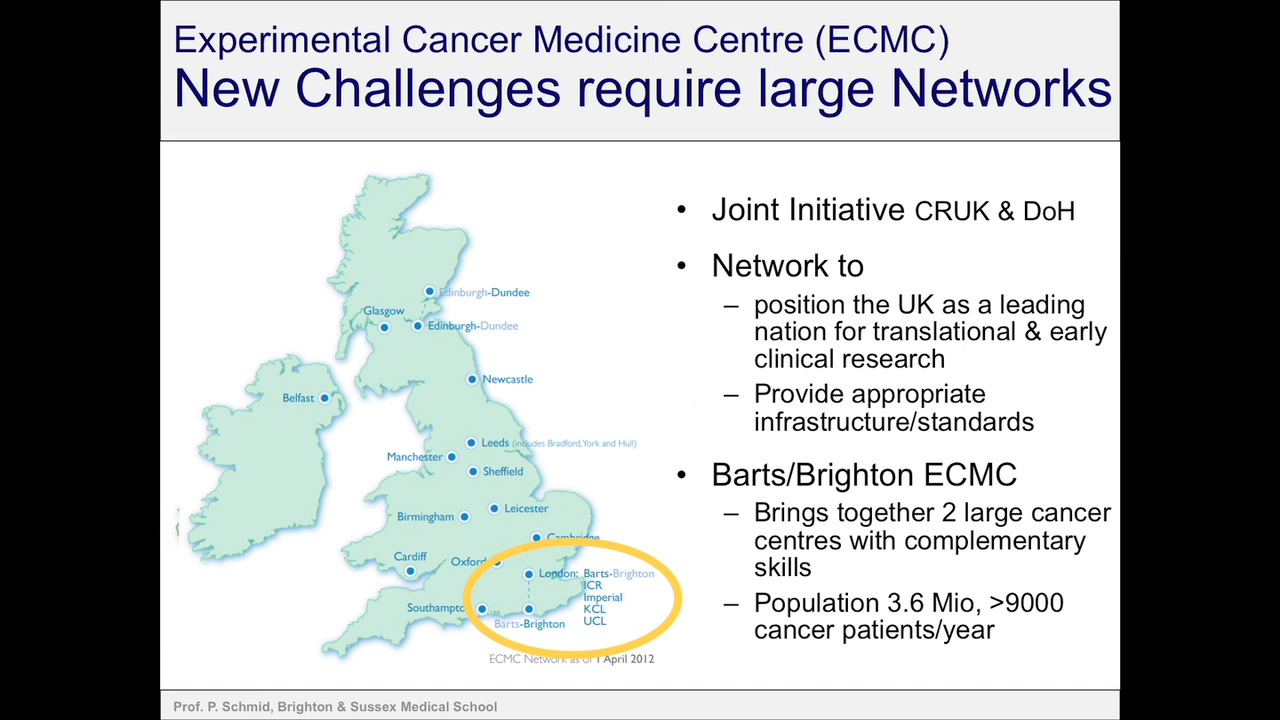 Experimental Cancer Medicine Centre (ECMC)
New Challenges require large Networks
Edinburgh-Dundee
Glasgow
Edinburgh-Dundee
Newcastle
Belfast
Leeds (includes Bradford, York and Hull)
Manchester
Sheffield
Leicester
Birmingham
Cambridge
Cardiff
Oxford
London: Barts-Brighton
ICR
Imperial
KCL
UCL
Southampton
Barts-Brighton
ECMC Network as of 1 April 2012
• Joint Initiative CRUK & DoH
• Network to
– position the UK as a leading
nation for translational & early
clinical research
– Provide appropriate
infrastructure/standards
• Barts/Brighton ECMC
– Brings together 2 large cancer
centres with complementary
skills
– Population 3.6 Mio, >9000
cancer patients/year
Prof. P. Schmid, Brighton & Sussex Medical School